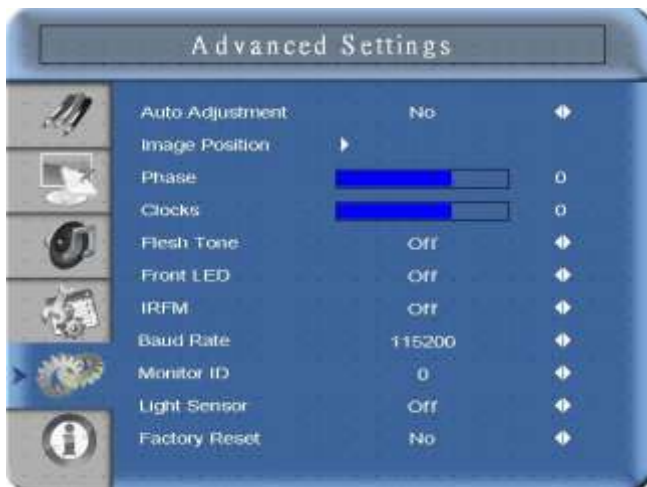 Advanced Settings
Auto Adjustment No
Image Position
Phase 0
Clocks 0
Flesh Tone Off
Front LED Off
IRFM Off
Baud Rate 115200
Monitor ID 0
Light Sensor Off
Factory Reset No